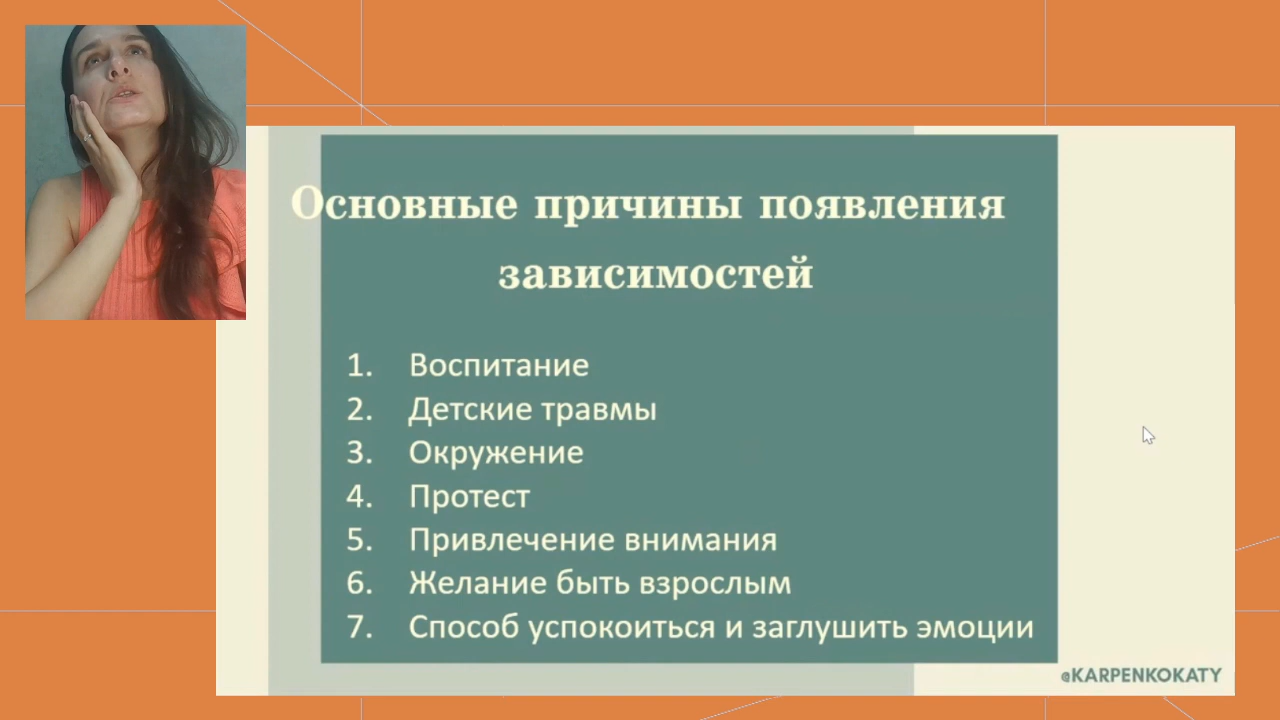 Основные причины появления
зависимостей
1. Воспитание
2. Детские травмы
3. Окружение
4. Протест
5. Привлечение внимания
6. Желание быть взрослым
7. Способ успокоиться и заглушить эмоции
@KARPENKOKATY